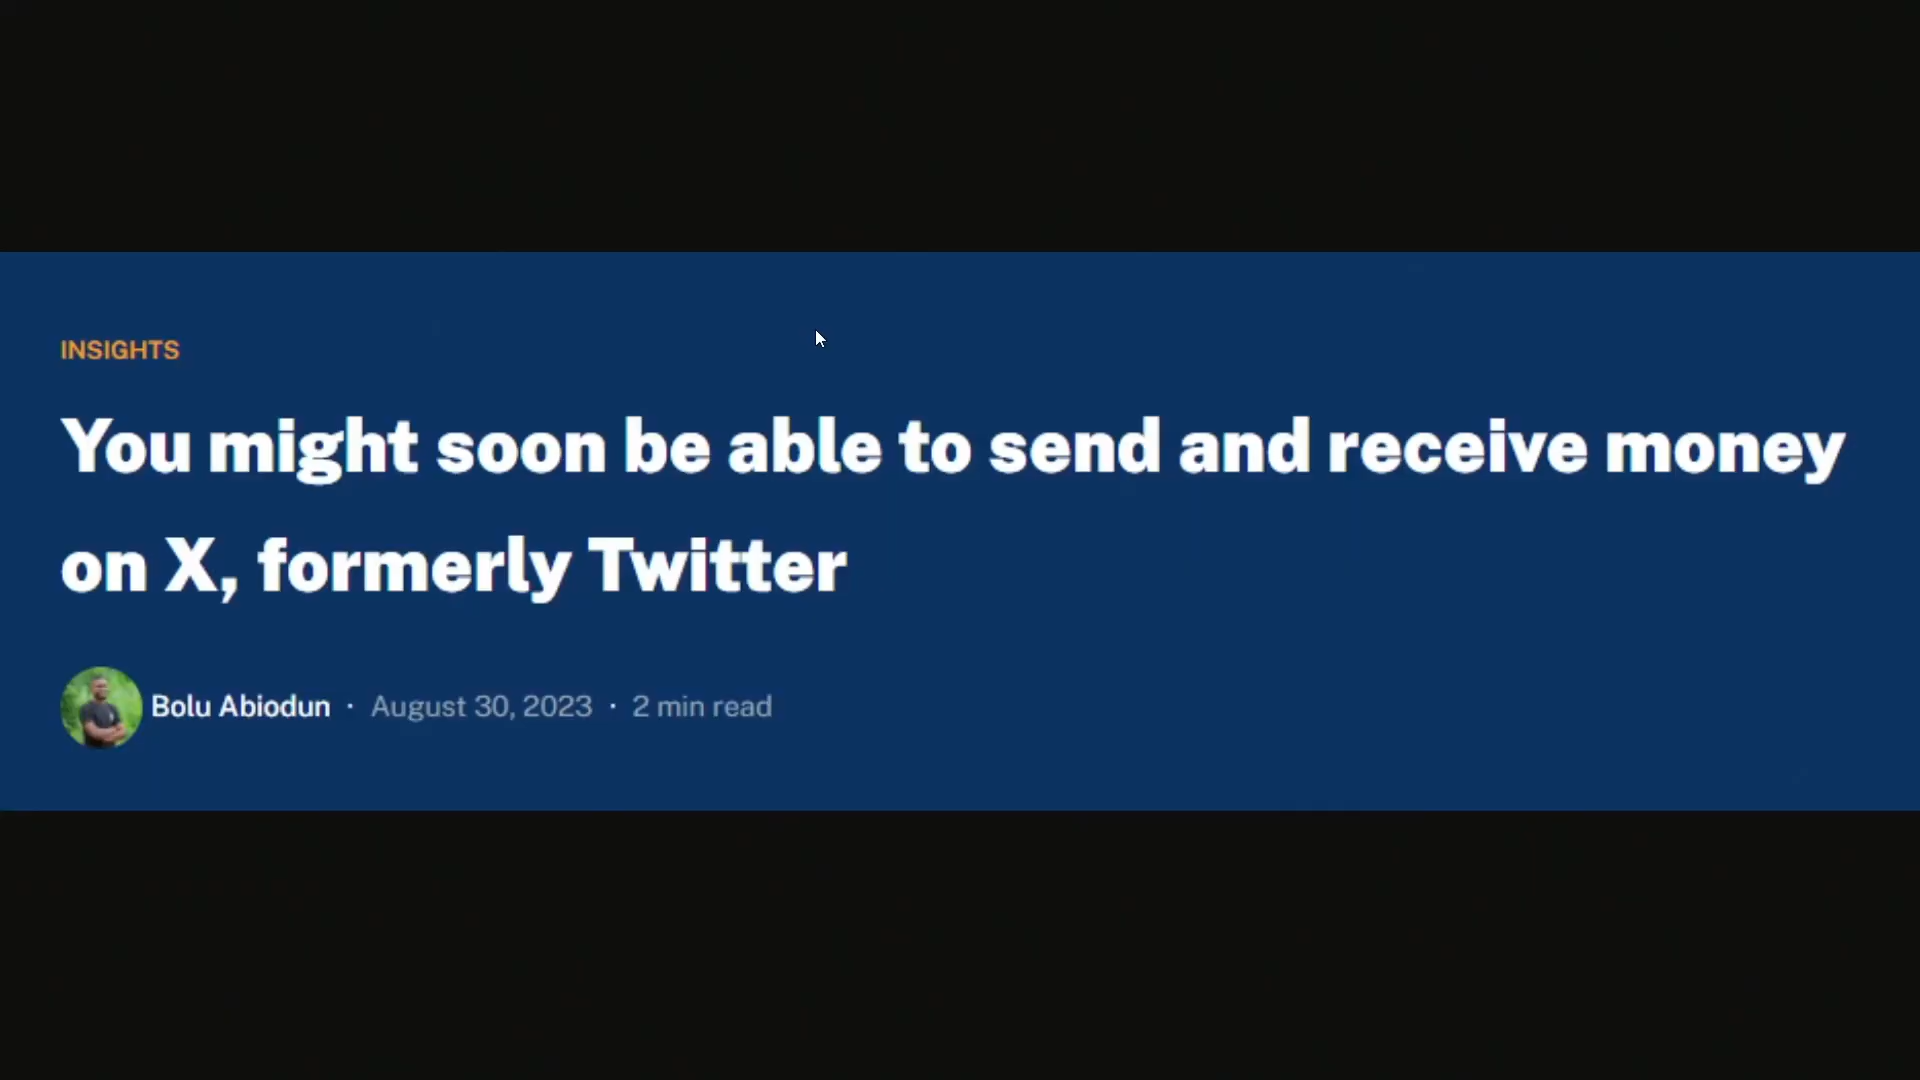 INSIGHTS
You might soon be able to send and receive money
on X, formerly Twitter
Bolu Abiodun · August 30, 2023 · 2 min read